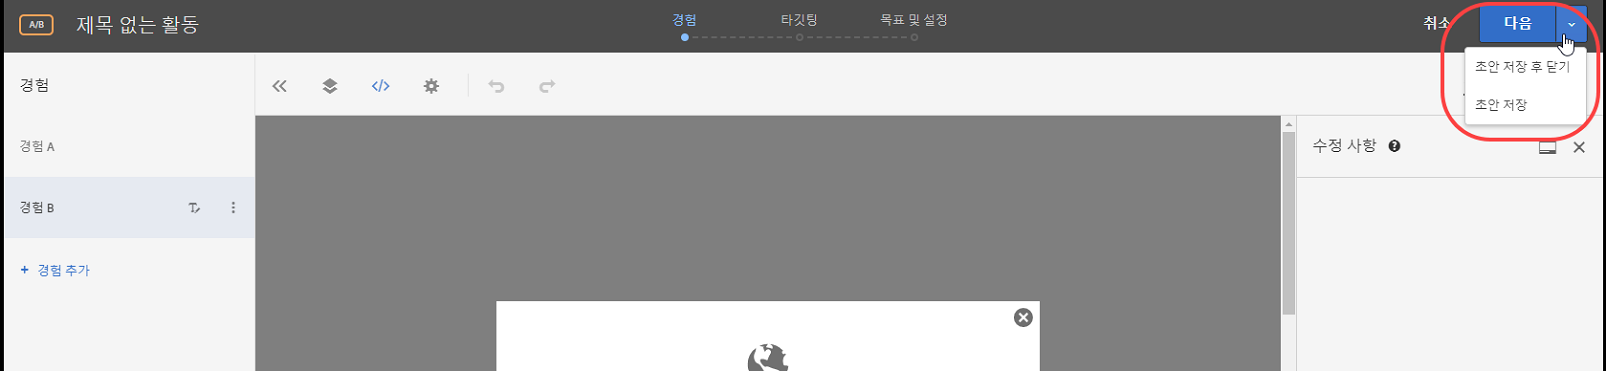 A/B 제목 없는 활동 경험 타깃팅 목표 및 설정 취소 다음
초안 저장 후 닫기
초안 저장
경험
수정 사항 ?
경험 A
경험 B
+ 경험 추가